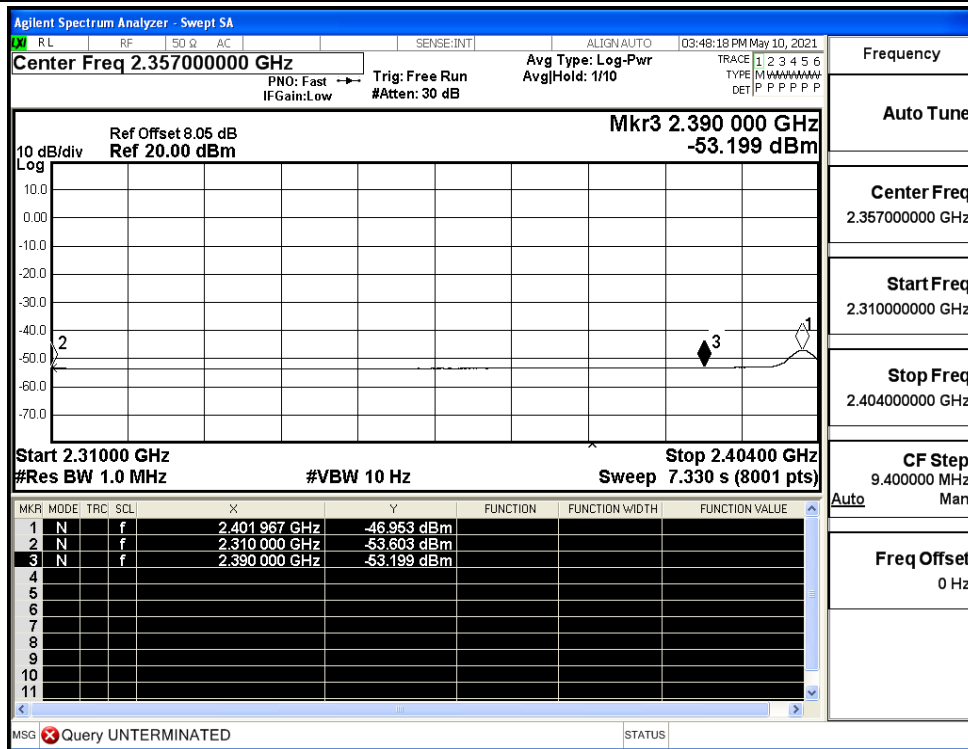 Agilent Spectrum Analyzer - Swept SA
LXI RL RF 50 Ω AC SENSE:INT ALIGN AUTO 03:48:18 PM May 10, 2021
Center Freq 2.357000000 GHz
PNO: Fast
IFGain:Low
Trig: Free Run
#Atten: 30 dB
Avg Type: Log-Pwr
Avg|Hold: 1/10
TRACE 1 2 3 4 5 6
TYPE M WWWWW
DET P P P P P P
Ref Offset 8.05 dB
Ref 20.00 dBm
10 dB/div
Log
Mkr3 2.390 000 GHz
-53.199 dBm
10.0
0.00
-10.0
-20.0
-30.0
-40.0
-50.0
-60.0
-70.0
2
3
1
Start 2.31000 GHz
Stop 2.40400 GHz
#Res BW 1.0 MHz
#VBW 10 Hz
Sweep 7.330 s (8001 pts)
MKR MODE TRC SCL X Y FUNCTION FUNCTION WIDTH FUNCTION VALUE
1 N f 2.401 967 GHz -46.953 dBm
2 N f 2.310 000 GHz -53.603 dBm
3 N f 2.390 000 GHz -53.199 dBm
4
5
6
7
8
9
10
11
MSG Query UNTERMINATED
STATUS
Frequency
Auto Tune
Center Freq
2.357000000 GHz
Start Freq
2.310000000 GHz
Stop Freq
2.404000000 GHz
CF Step
9.400000 MHz
Auto Man
Freq Offset
0 Hz